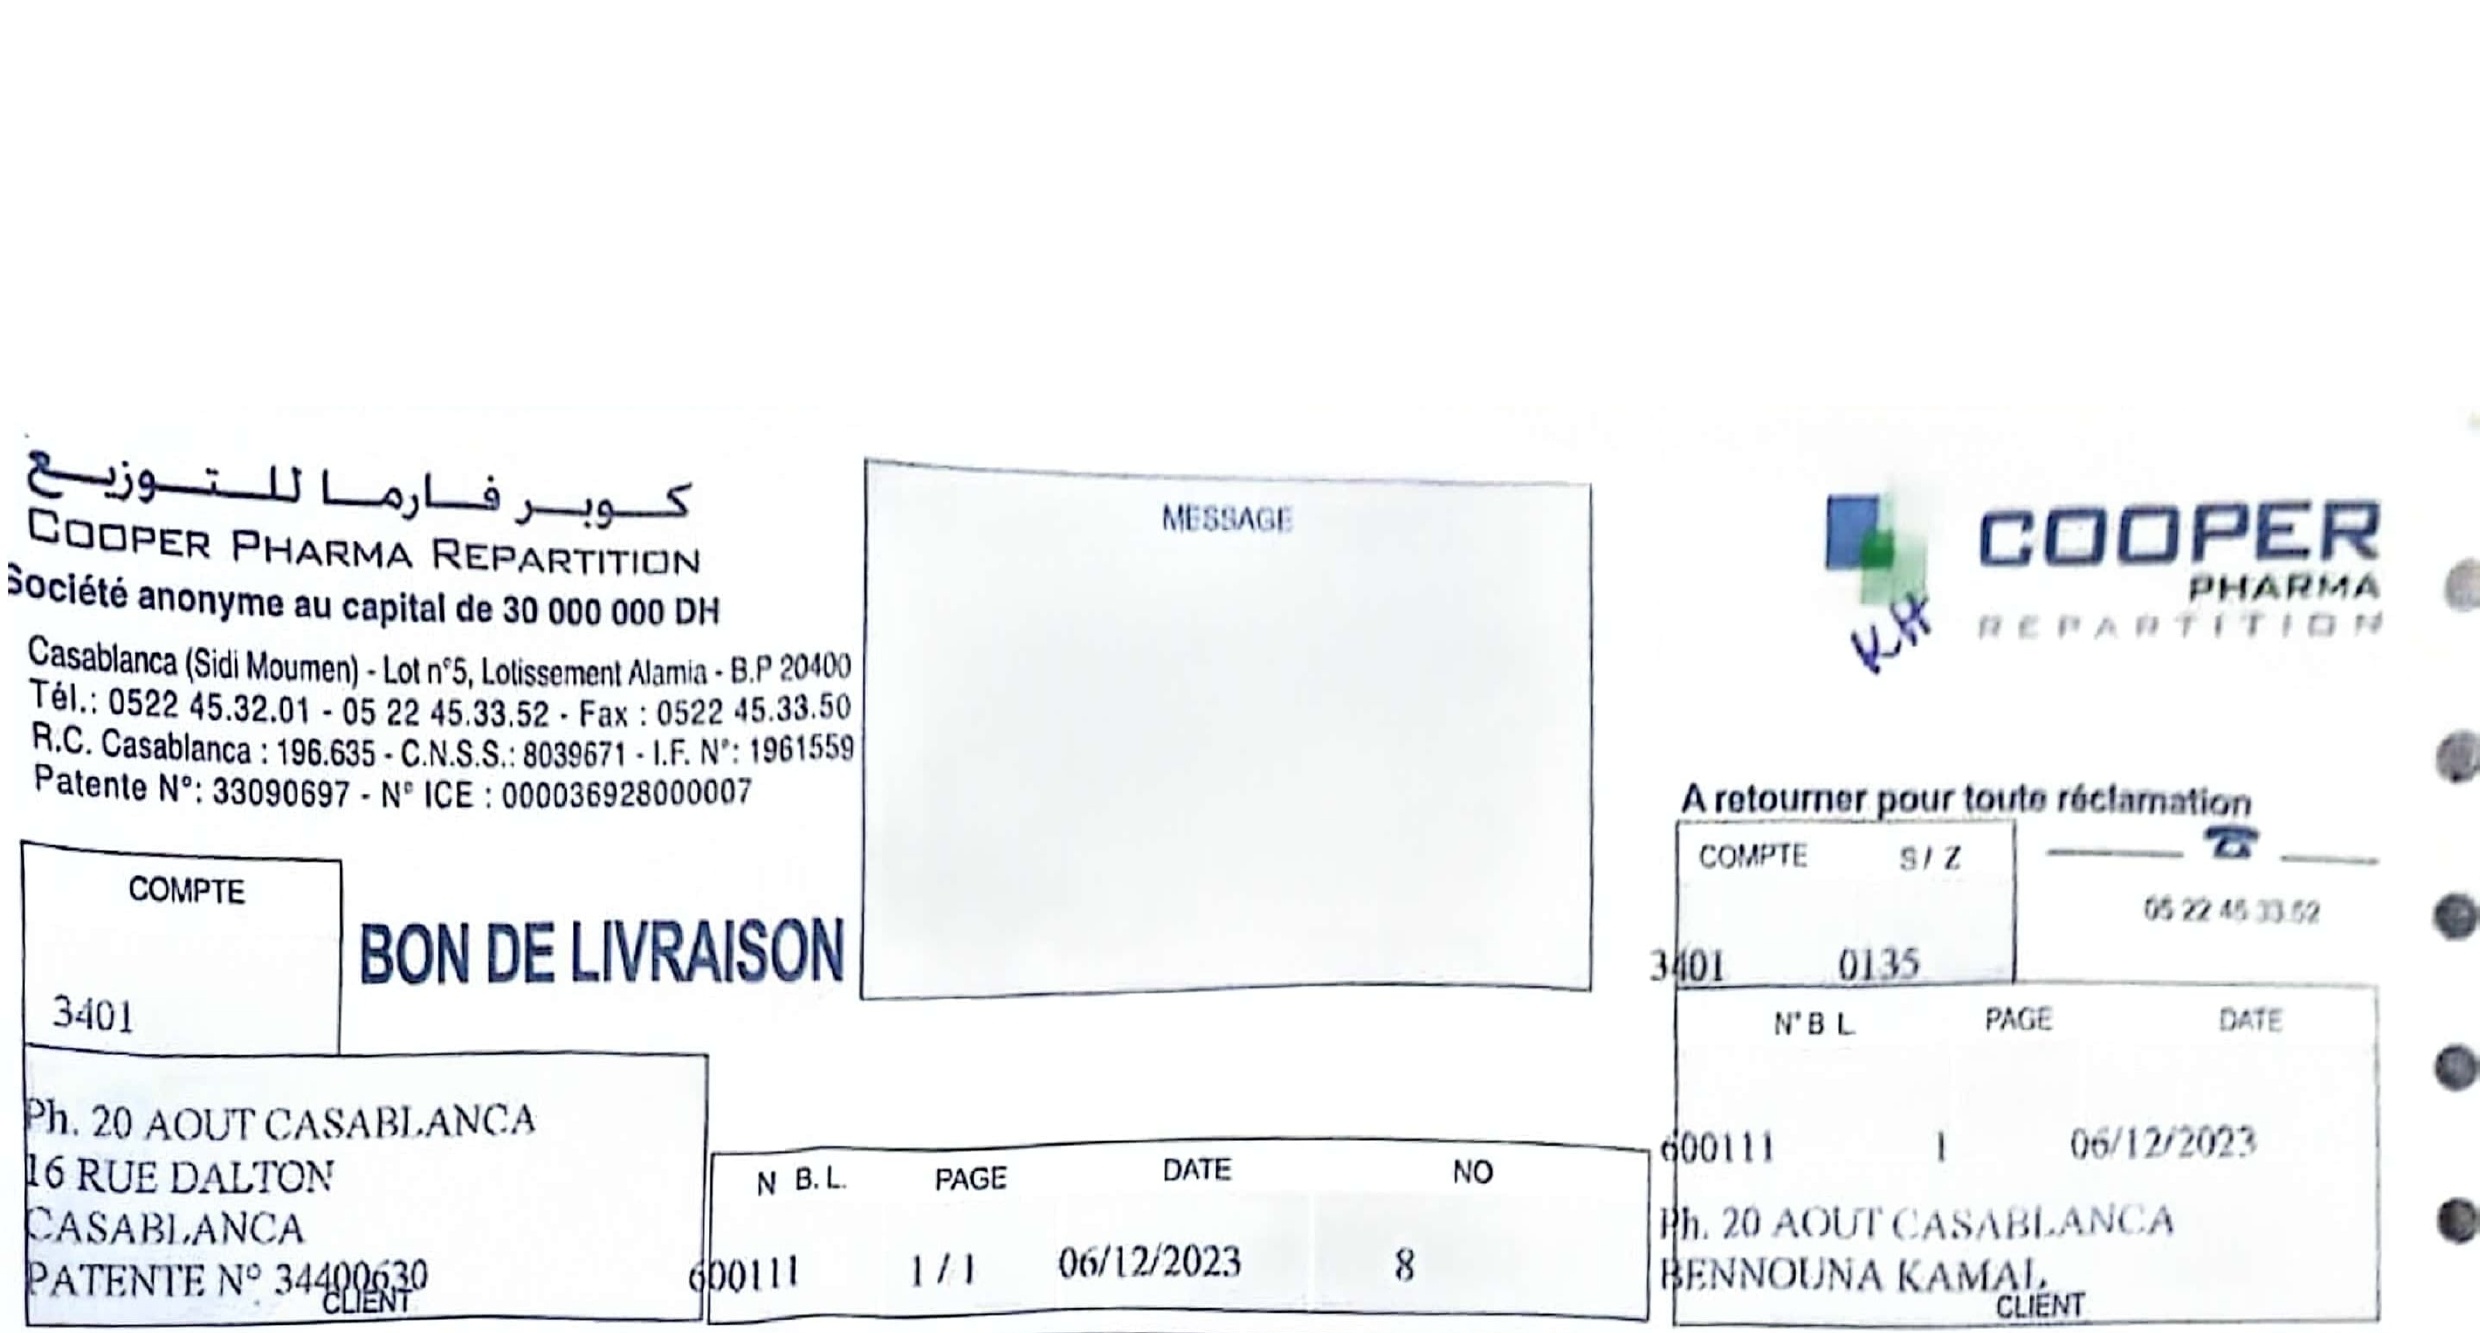 كوبر فارما للتوزيع
COOPER PHARMA REPARTITION
Société anonyme au capital de 30 000 000 DH
Casablanca (Sidi Moumen) - Lot n°5, Lotissement Alamia - B.P 20400
Tél.: 0522 45.32.01 - 05 22 45.33.52 - Fax : 0522 45.33.50
R.C. Casablanca : 196.635 - C.N.S.S.: 8039671 - I.F. N°: 1961559
Patente N°: 33090697 - N° ICE : 000036928000007
COMPTE
3401
BON DE LIVRAISON
MESSAGE
Ph. 20 AOUT CASABLANCA
16 RUE DALTON
CASABLANCA
PATENTE N° 34400630
CLIENT
N B.L. PAGE DATE NO
600111 1 / 1 06/12/2023 8
COOPER
PHARMA
REPARTITION
KH
A retourner pour toute réclamation
COMPTE S / Z
3401 0135
05 22 45 33.52
N° B L PAGE DATE
600111 1 06/12/2023
Ph. 20 AOUT CASABLANCA
BENNOUNA KAMAL
CLIENT